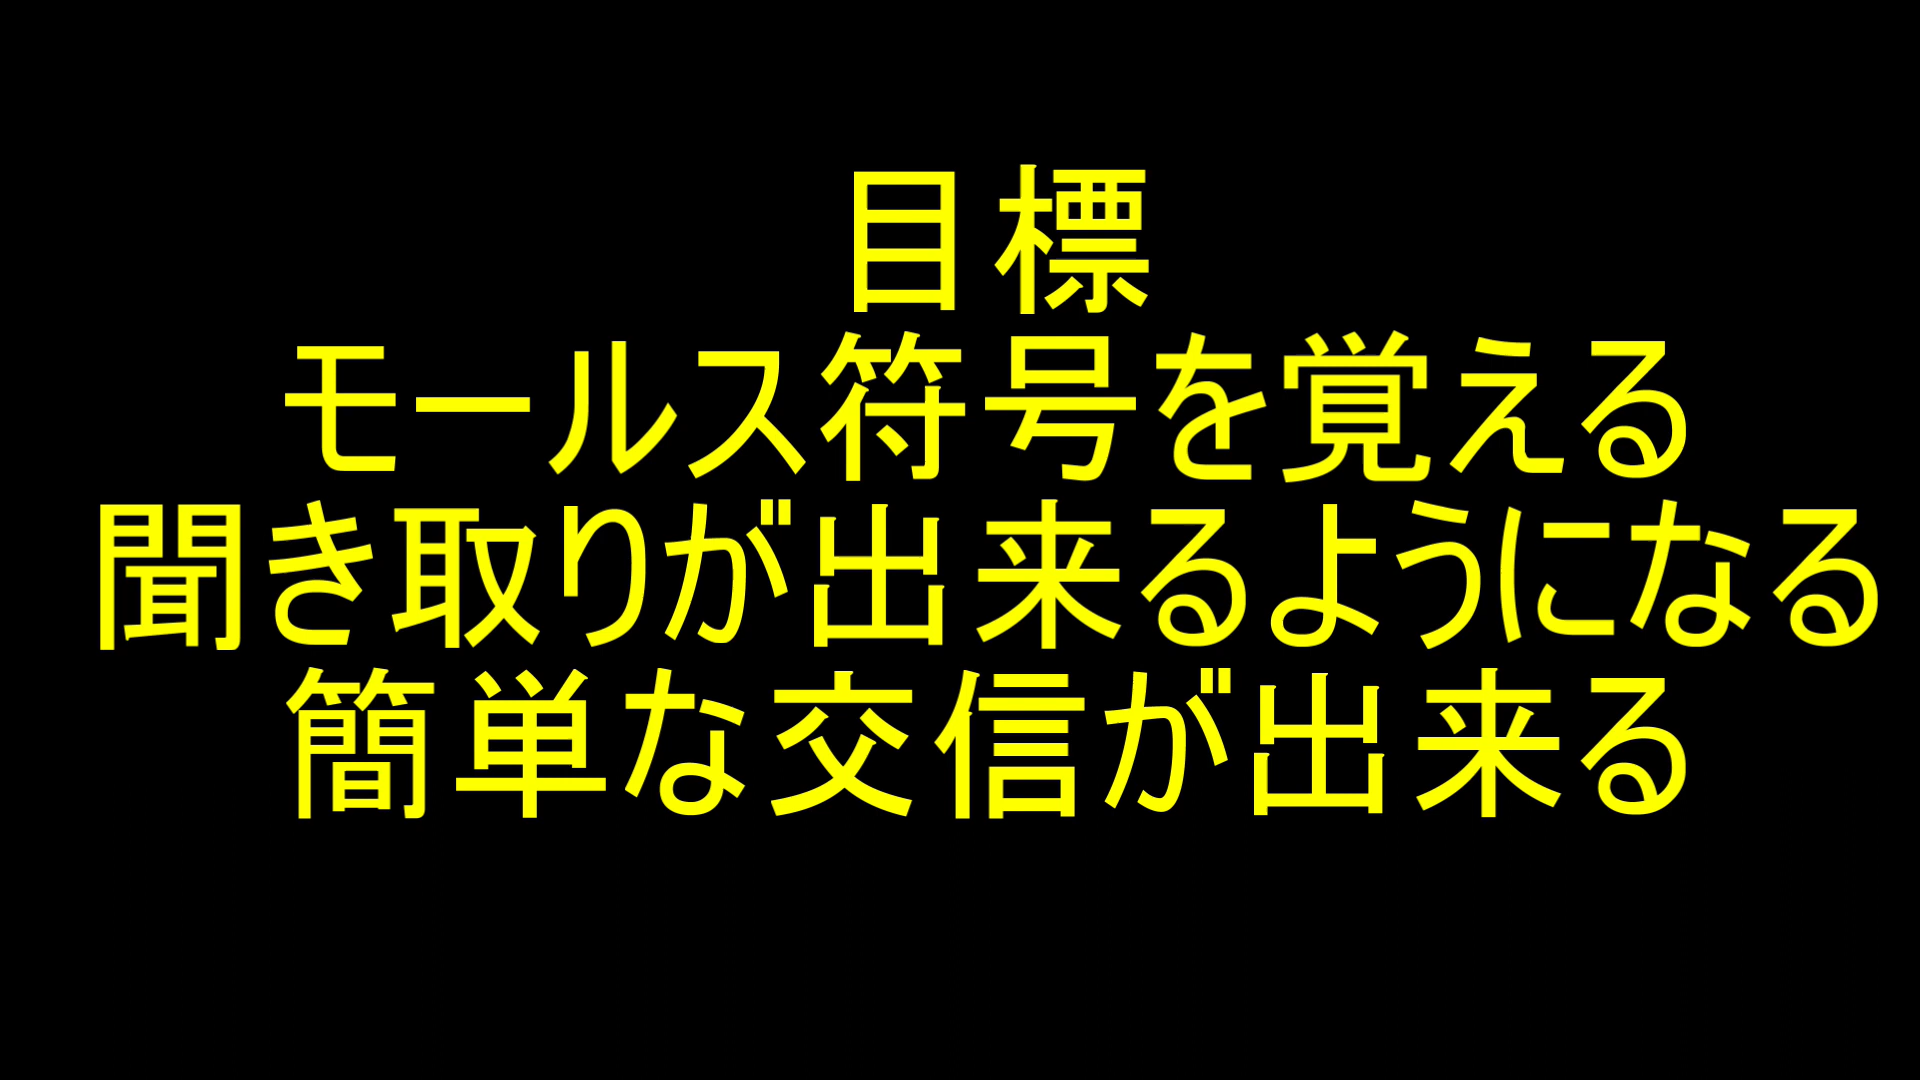 目標
モールス符号を覚える
聞き取りが出来るようになる
簡単な交信が出来る